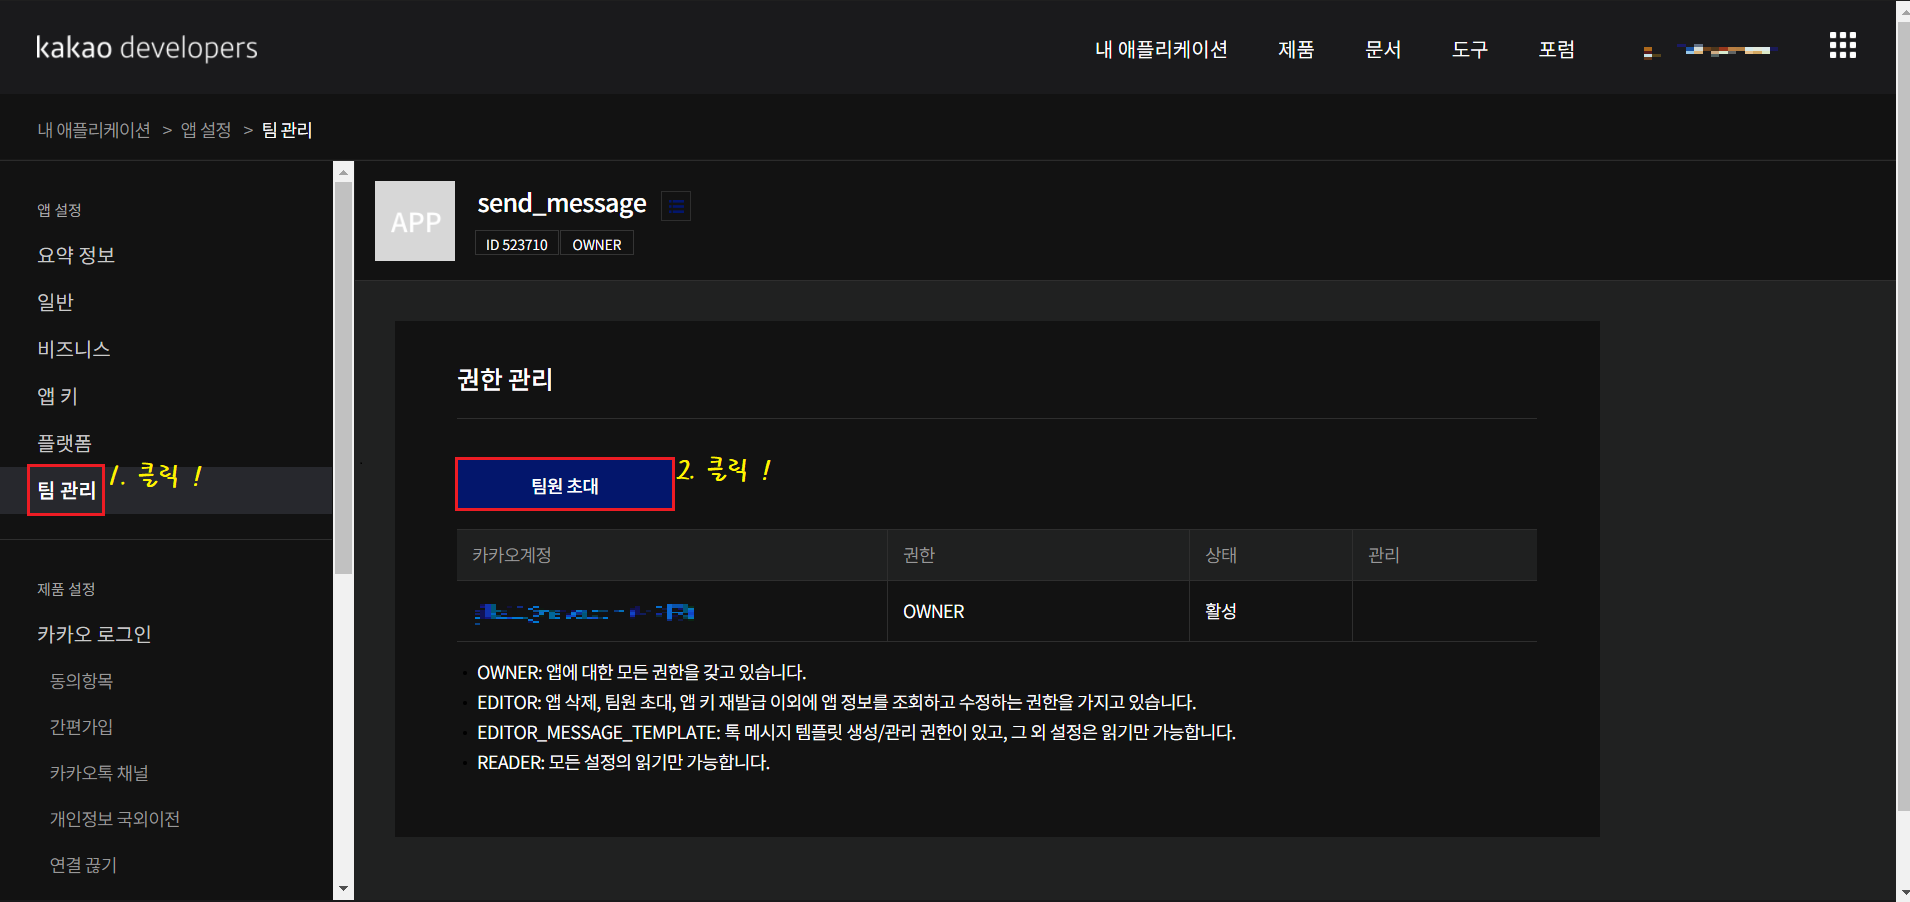 kakao developers
내 애플리케이션 제품 문서 도구 포럼
내 애플리케이션 > 앱 설정 > 팀 관리
앱 설정
요약 정보
일반
비즈니스
앱 키
플랫폼
팀 관리
1. 클릭 !
제품 설정
카카오 로그인
동의항목
간편가입
카카오톡 채널
개인정보 국외이전
연결 끊기
APP
send_message
ID 523710 OWNER
권한 관리
팀원 초대
2. 클릭 !
카카오계정 권한 상태 관리
OWNER 활성
OWNER: 앱에 대한 모든 권한을 갖고 있습니다.
EDITOR: 앱 삭제, 팀원 초대, 앱 키 재발급 이외에 앱 정보를 조회하고 수정하는 권한을 가지고 있습니다.
EDITOR_MESSAGE_TEMPLATE: 톡 메시지 템플릿 생성/관리 권한이 있고, 그 외 설정은 읽기만 가능합니다.
READER: 모든 설정의 읽기만 가능합니다.